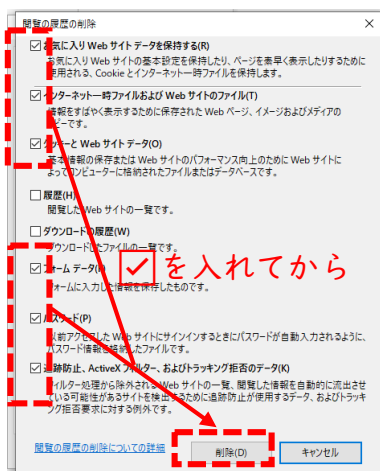 閲覧の履歴の削除
お気に入り Web サイト データを保持する(R)
お気に入り Web サイトの基本設定を保持したり、ページを素早く表示したりするために
使用される、Cookie とインターネット一時ファイルを保持します。
インターネット一時ファイルおよび Web サイトのファイル(T)
情報をすばやく表示するために保存された Web ページ、イメージおよびメディアの
コピーです。
クッキーと Web サイト データ(O)
基本情報の保存または Web サイトのパフォーマンス向上のために Web サイトに
よってコンピューターに格納されたファイルまたはデータベースです。
履歴(H)
閲覧した Web サイトの一覧です。
ダウンロードの履歴(W)
ダウンロードしたファイルの一覧です。
フォーム データ(F)
を入れてから
フォームに入力した情報を保存したものです。
パスワード(P)
以前アクセスした Web サイトにサインインするときにパスワードが自動入力されるように、
パスワード情報を格納したファイルです。
追跡防止、ActiveX フィルター、およびトラッキング拒否のデータ(K)
フィルター処理から除外される Web サイトの一覧、閲覧した情報を自動的に流出させ
ている可能性があるサイトを検出するために追跡防止が使用するデータ、およびトラッキ
ング拒否要求に対する例外です。
閲覧の履歴の削除についての詳細
削除(D)
キャンセル